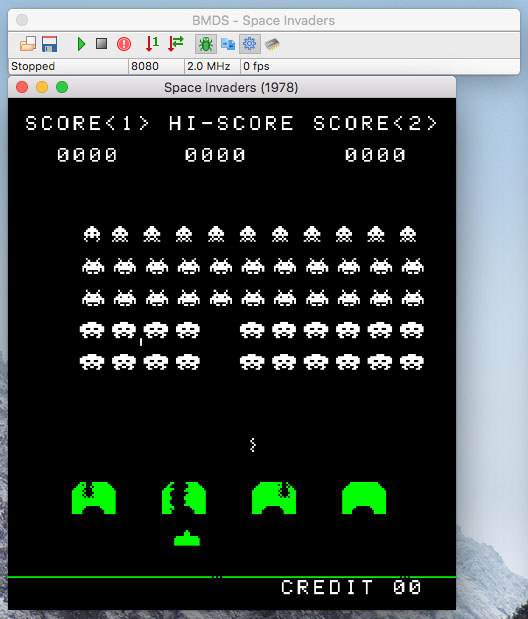 BMDS - Space Invaders
Stopped 8080 2.0 MHz 0 fps
Space Invaders (1978)
SCORE<1> HI-SCORE SCORE<2>
0000 0000 0000
CREDIT 00